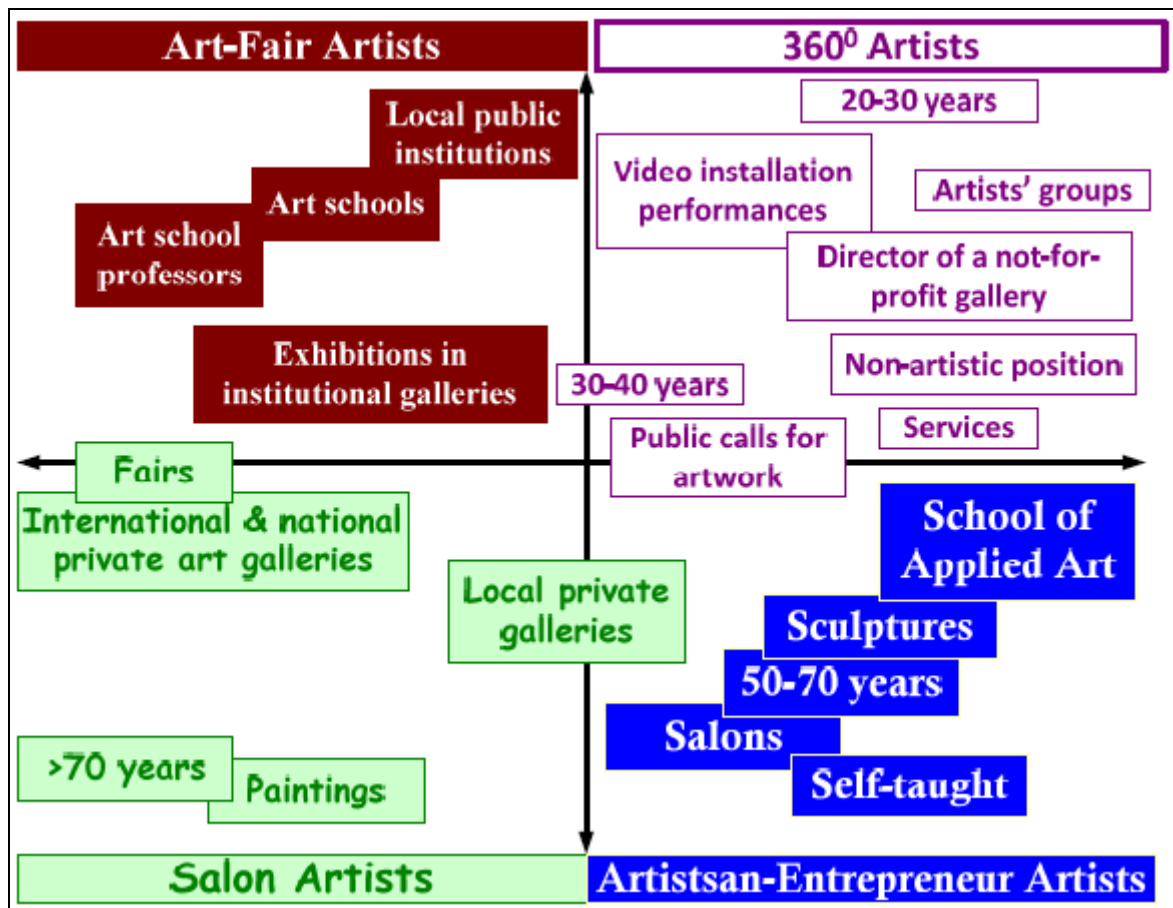 Art-Fair Artists
Local public
institutions
Art schools
Art school
professors
Exhibitions in
institutional galleries
360⁰ Artists
20-30 years
Video installation
performances
Artists' groups
Director of a not-for-
profit gallery
Non-artistic position
30-40 years
Services
Public calls for
artwork
Fairs
International & national
private art galleries
Local private
galleries
>70 years
Paintings
Salon Artists
School of
Applied Art
Sculptures
50-70 years
Salons
Self-taught
Artistsan-Entrepreneur Artists